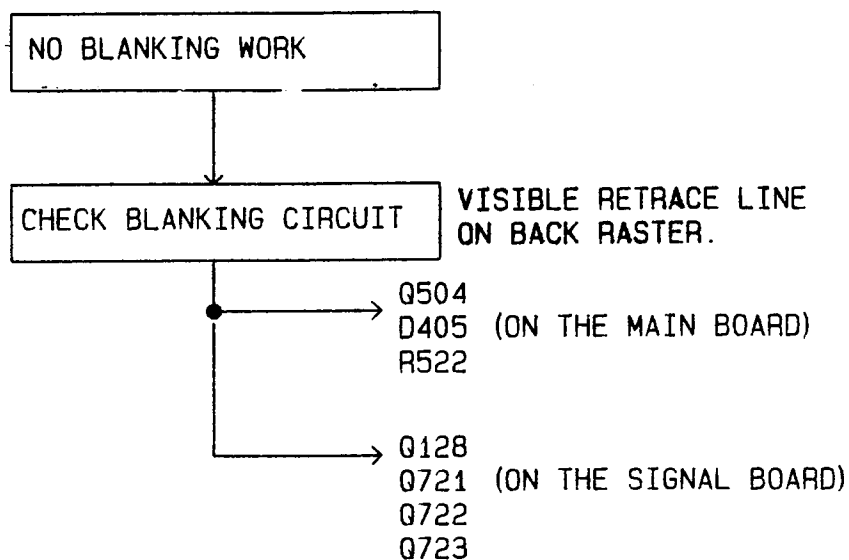 NO BLANKING WORK
CHECK BLANKING CIRCUIT
VISIBLE RETRACE LINE
ON BACK RASTER.
Q504
D405 (ON THE MAIN BOARD)
R522
Q128
Q721 (ON THE SIGNAL BOARD)
Q722
Q723